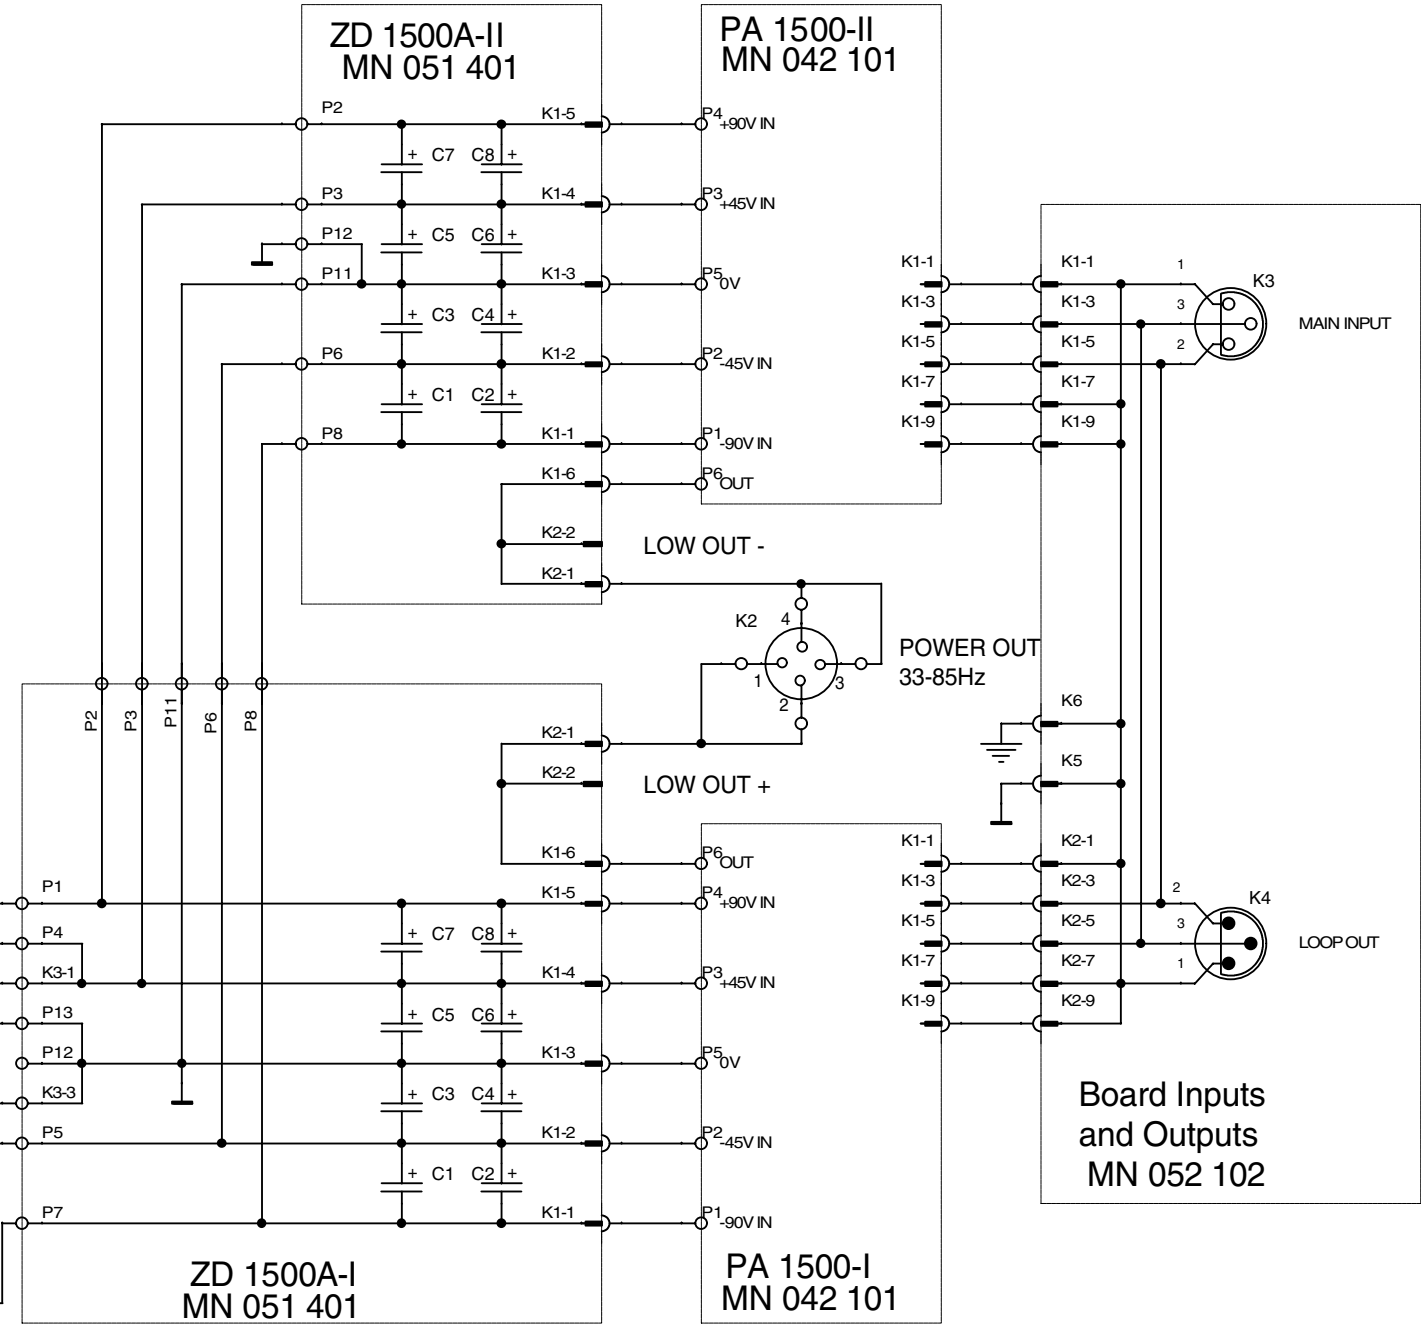 ZD 1500A-II
MN 051 401
PA 1500-II
MN 042 101
P2
K1-5
P4
+90V IN
+ C7
C8 +
P3
K1-4
P3
+45V IN
P12
+ C5
C6 +
P11
K1-3
P5
0V
+ C3
C4 +
P6
K1-2
P2
-45V IN
+ C1
C2 +
P8
K1-1
P1
-90V IN
K1-6
P6
OUT
K2-2
LOW OUT -
K2-1
K1-1
K1-3
K1-5
K1-7
K1-9
K1-1
K1-3
K1-5
K1-7
K1-9
1
3
2
K3
MAIN INPUT
K2
4
1
3
2
POWER OUT
33-85Hz
P2
P3
P11
P6
P8
K2-1
K2-2
LOW OUT +
K6
K5
K1-6
P6
OUT
P1
K1-5
P4
+90V IN
P4
+ C7
C8 +
K3-1
K1-4
P3
+45V IN
P13
+ C5
C6 +
P12
K1-3
P5
0V
K3-3
+ C3
C4 +
P5
K1-2
P2
-45V IN
+ C1
C2 +
P7
K1-1
P1
-90V IN
K1-1
K1-3
K1-5
K1-7
K1-9
K2-1
K2-3
K2-5
K2-7
K2-9
2
3
1
K4
LOOP OUT
Board Inputs
and Outputs
MN 052 102
ZD 1500A-I
MN 051 401
PA 1500-I
MN 042 101